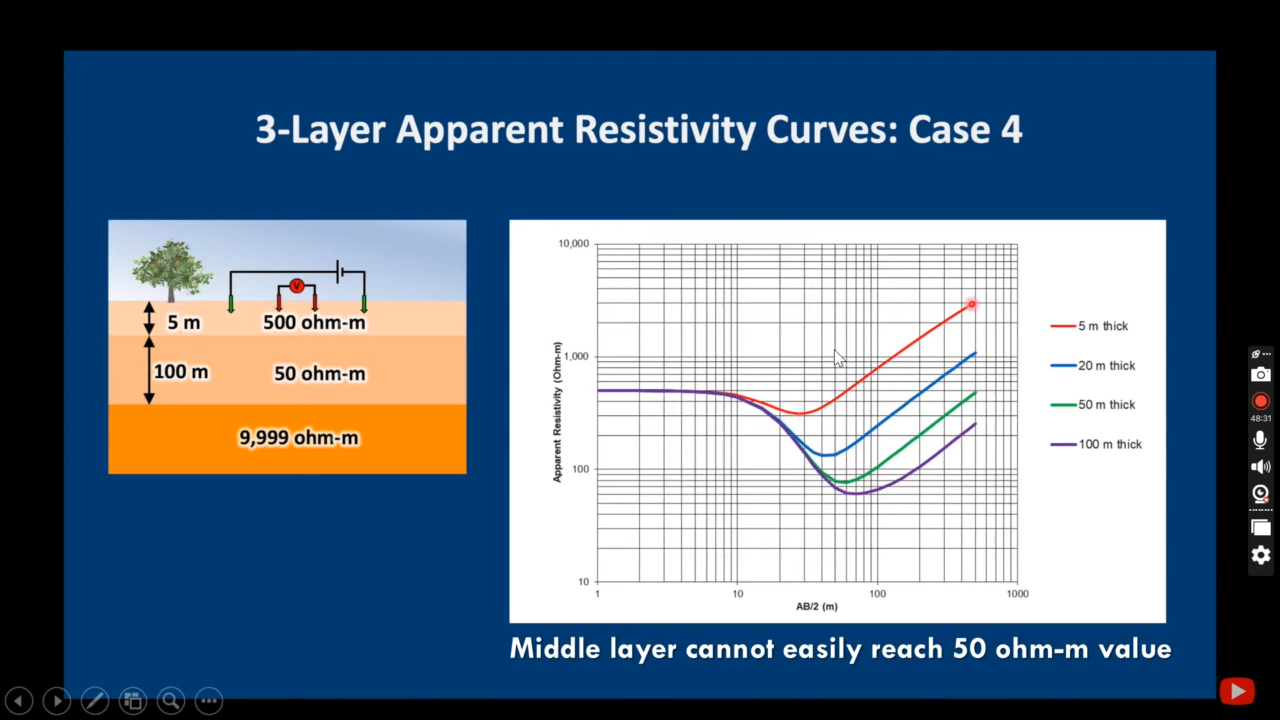 3-Layer Apparent Resistivity Curves: Case 4
V
5 m
500 ohm-m
100 m
50 ohm-m
9,999 ohm-m
10,000
1,000
100
10
Apparent Resistivity (Ohm-m)
1
10
100
1000
AB/2 (m)
5 m thick
20 m thick
50 m thick
100 m thick
Middle layer cannot easily reach 50 ohm-m value
48:31